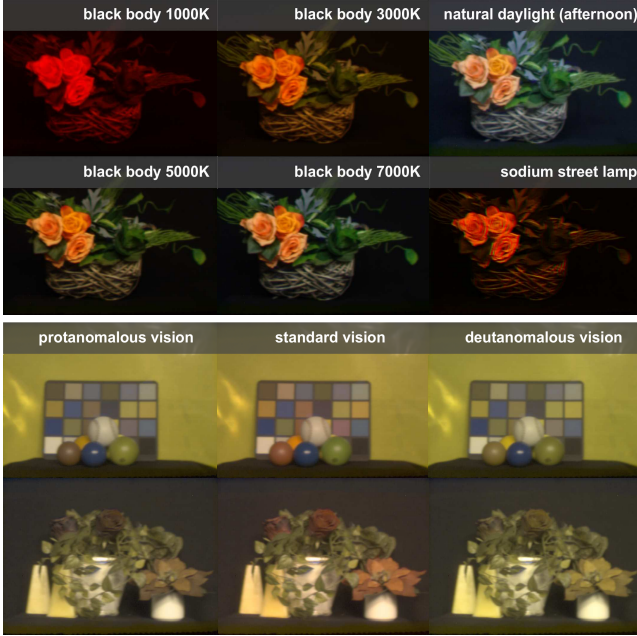 black body 1000K
black body 3000K
natural daylight (afternoon)
black body 5000K
black body 7000K
sodium street lamp
protanomalous vision
standard vision
deutanomalous vision